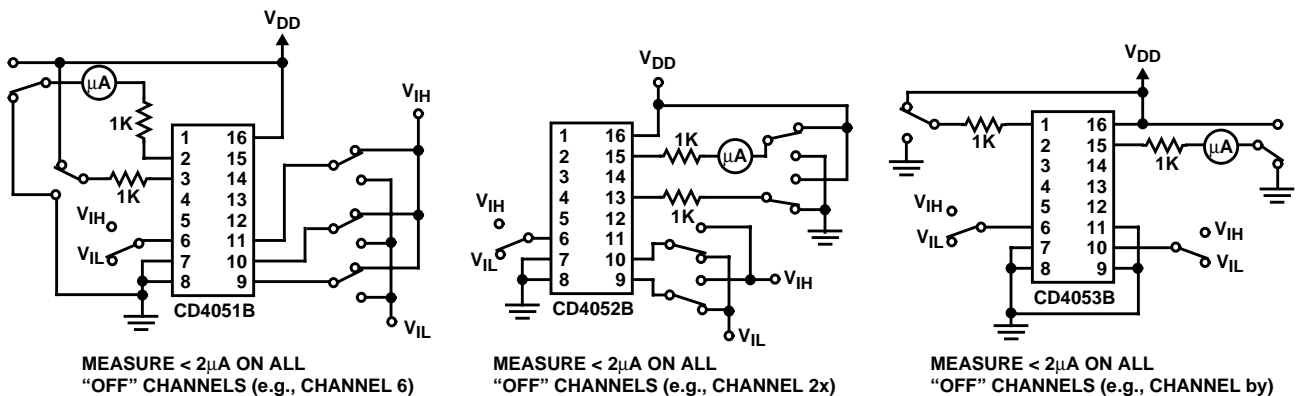 VDD
μA
1K
1K
VIH
VIL
1
2
3
4
5
6
7
8
16
15
14
13
12
11
10
9
CD4051B
VIH
VIL
MEASURE < 2μA ON ALL
“OFF” CHANNELS (e.g., CHANNEL 6)
VDD
1K
μA
1K
VIH
VIL
1
2
3
4
5
6
7
8
16
15
14
13
12
11
10
9
CD4052B
VIH
VIL
MEASURE < 2μA ON ALL
“OFF” CHANNELS (e.g., CHANNEL 2x)
VDD
1K
1K
μA
VIH
VIL
1
2
3
4
5
6
7
8
16
15
14
13
12
11
10
9
CD4053B
VIH
VIL
MEASURE < 2μA ON ALL
“OFF” CHANNELS (e.g., CHANNEL by)